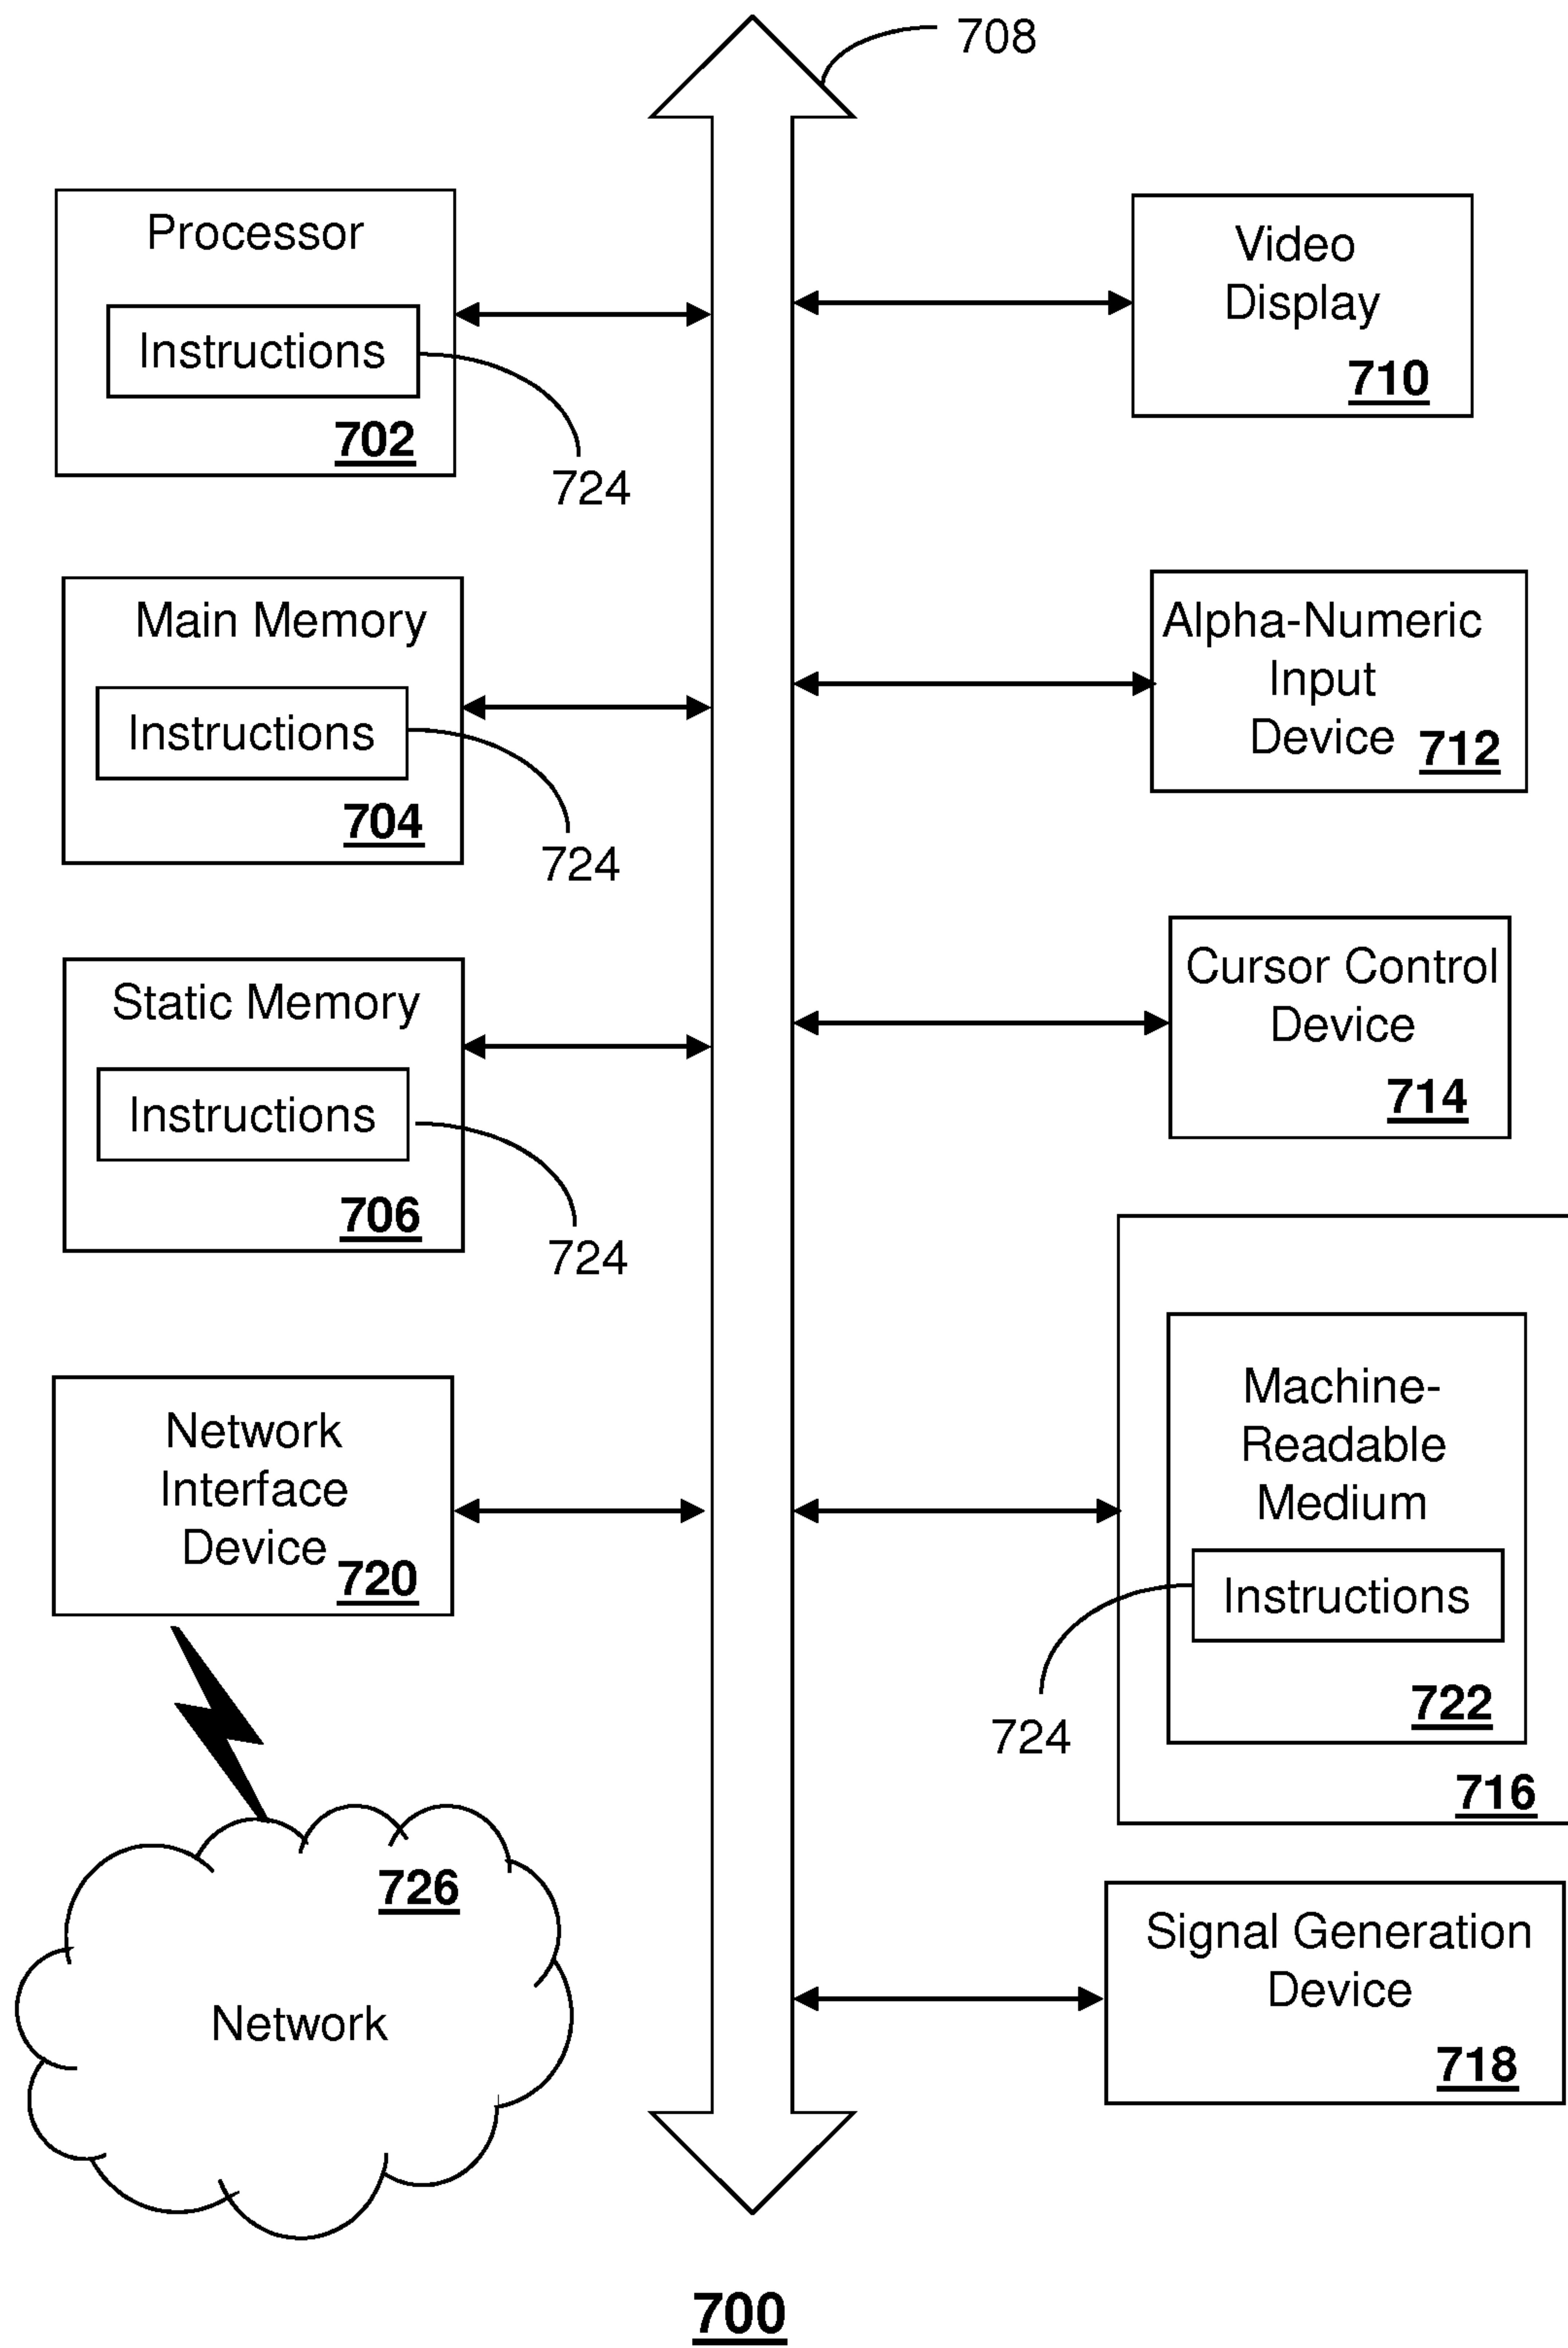 708
Processor
Instructions
702
724
Main Memory
Instructions
704
724
Static Memory
Instructions
706
724
Network
Interface
Device
720
726
Network
Video
Display
710
Alpha-Numeric
Input
Device
712
Cursor Control
Device
714
Machine-
Readable
Medium
Instructions
722
724
716
Signal Generation
Device
718
700